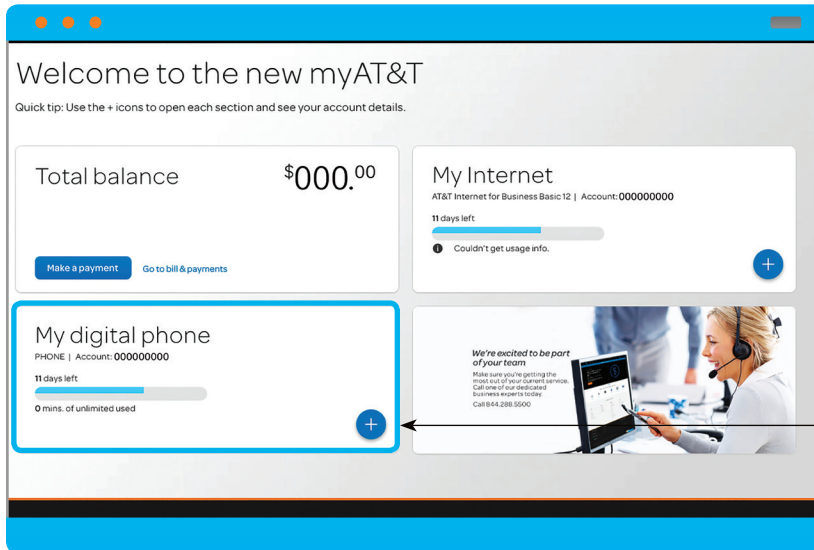 Welcome to the new myAT&T
Quick tip: Use the + icons to open each section and see your account details.
Total balance
$000.00
Make a payment
Go to bill & payments
My Internet
AT&T Internet for Business Basic 12 | Account: 000000000
11 days left
Couldn't get usage info.
My digital phone
PHONE | Account: 000000000
11 days left
0 mins. of unlimited used
We're excited to be part
of your team
Make sure you're getting the
most out of your current service.
Call one of our dedicated
business experts today.
Call 844.288.5500